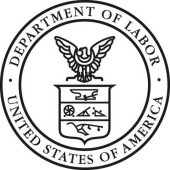 DEPARTMENT OF LABOR
UNITED STATES OF AMERICA